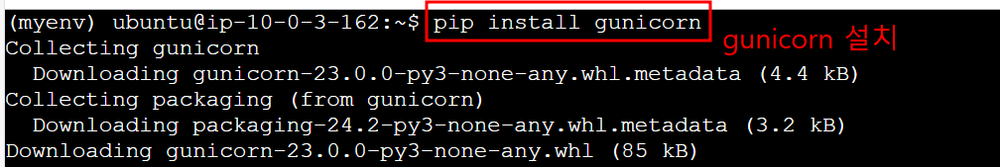 (myenv) ubuntu@ip-10-0-3-162:~$ pip install gunicorn
gunicorn 설치
Collecting gunicorn
  Downloading gunicorn-23.0.0-py3-none-any.whl.metadata (4.4 kB)
Collecting packaging (from gunicorn)
  Downloading packaging-24.2-py3-none-any.whl.metadata (3.2 kB)
Downloading gunicorn-23.0.0-py3-none-any.whl (85 kB)